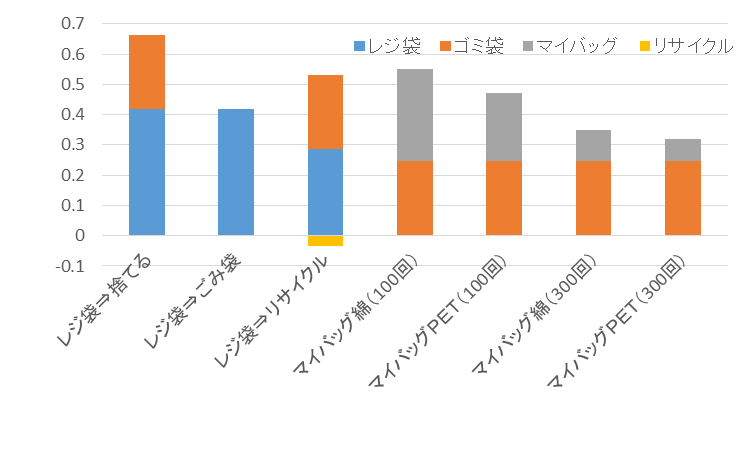 0.7
レジ袋 ゴミ袋 マイバッグ リサイクル
0.6
0.5
0.4
0.3
0.2
0.1
0
-0.1
レジ袋⇒捨てる
レジ袋⇒ごみ袋
レジ袋⇒リサイクル
マイバッグ綿（100回）
マイバッグPET（100回）
マイバッグ綿（300回）
マイバッグPET（300回）